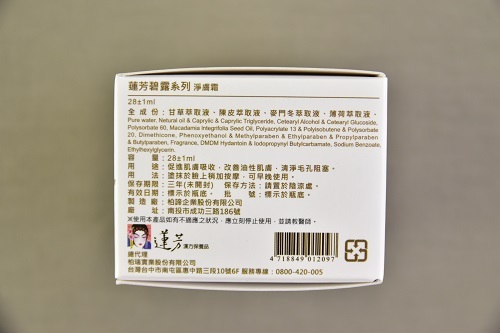 蓮芳碧露系列 淨膚霜
28±1ml
全成份：甘草萃取液、陳皮萃取液、麥門冬萃取液、薄荷萃取液、
Pure water, Natural oil & Caprylic & Capric Triglyceride, Cetearyl Alcohol & Cetearyl Glucoside,
Polysorbate 60, Macadamia Integrifolia Seed Oil, Polyacrylate 13 & Polyisobutene & Polysorbate
20, Dimethicone, Phenoxyethanol & Methylparaben & Ethylparaben & Propylparaben
& Butylparaben, Fragrance, DMDM Hydantoin & Iodopropynyl Butylcarbamate, Sodium Benzoate,
Ethylhexylglycerin.
容量：28±1ml
用途：促進肌膚吸收、改善油性肌膚、清淨毛孔阻塞。
用法：塗抹於臉上稍加按摩，可早晚使用。
保存期限：三年(未開封) 保存方法：請置於陰涼處。
有效日期：標示於瓶底。 批號：標示於瓶底。
製造廠：柏諦企業股份有限公司
廠址：南投市成功三路186號
※使用本產品如有不適應之狀況，應立刻停止使用，並請教醫師。
蓮芳 漢方保養品
總代理
柏瑞實業股份有限公司
台灣台中市南屯區惠中路三段10號6F 服務專線：0800-420-005
4 718849 012097